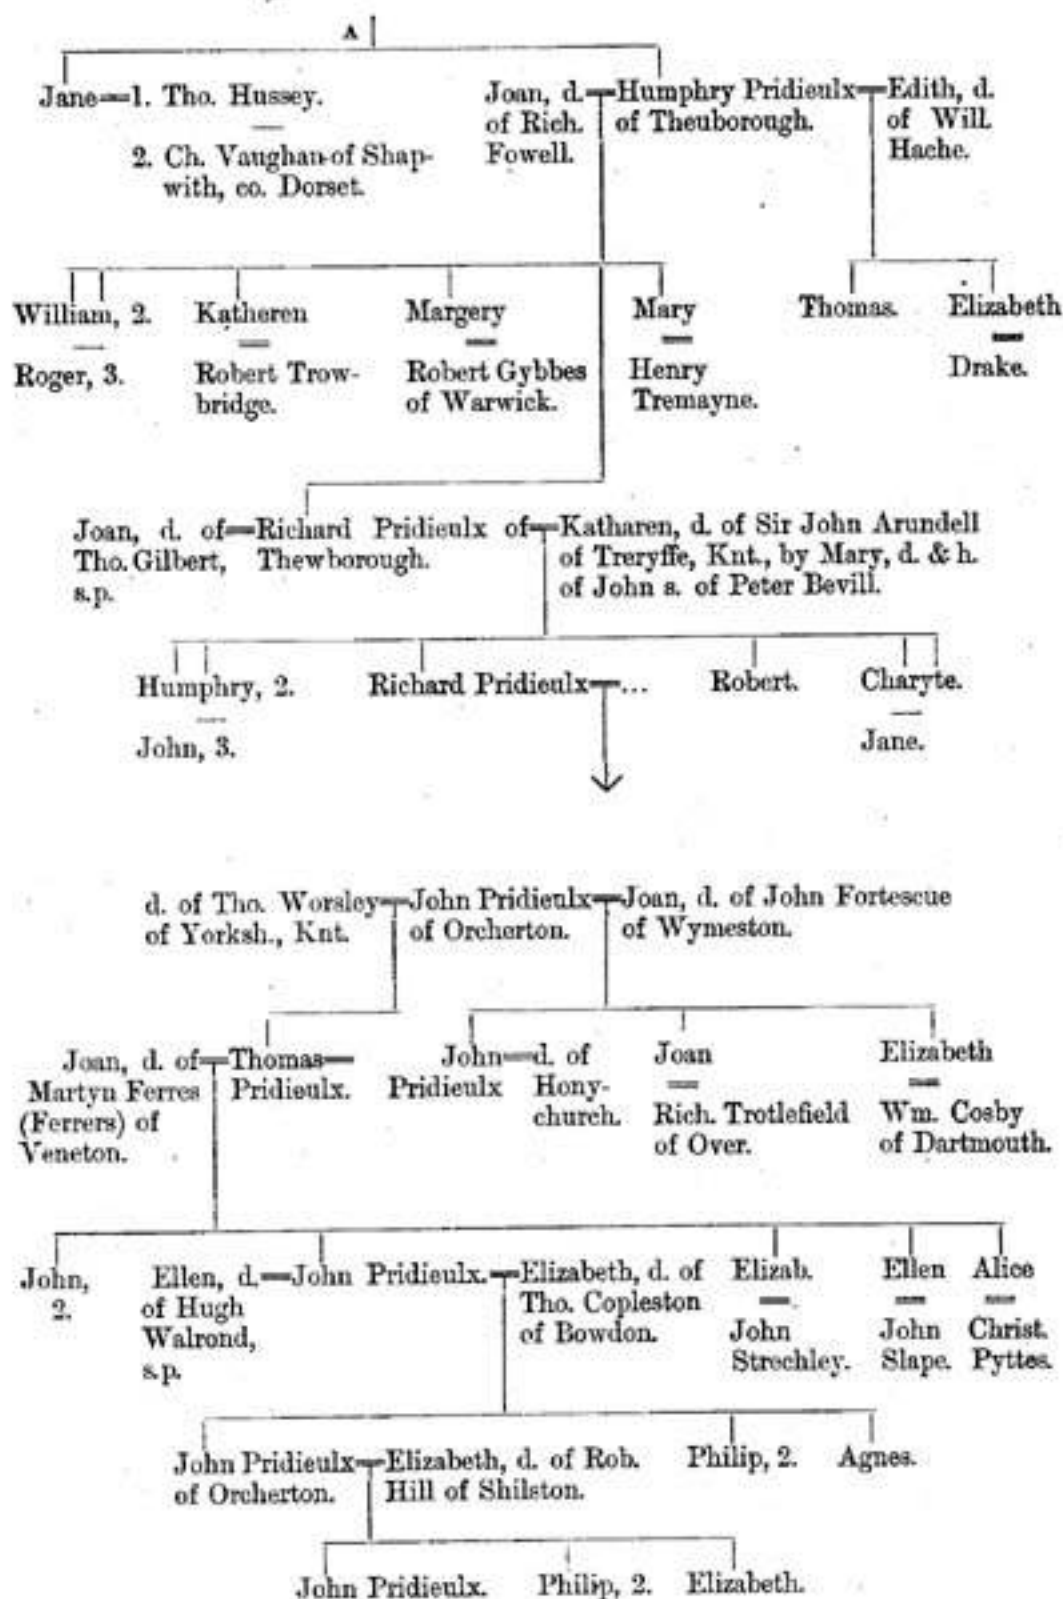 A
Jane=1. Tho. Hussey.
2. Ch. Vaughan of Shap-
with, co. Dorset.
Joan, d.
of Rich.
Fowell.
Humphry Pridieulx
of Theuborough.
Edith, d.
of Will.
Hache.
William, 2.
Roger, 3.
Katheren
=
Robert Trow-
bridge.
Margery
=
Robert Gybbes
of Warwick.
Mary
=
Henry
Tremayne.
Thomas.
Elizabeth
=
Drake.
Joan, d. of
Tho. Gilbert,
s.p.
Richard Pridieulx of
Thewborough.
Katharen, d. of Sir John Arundell
of Treryffe, Knt., by Mary, d. & h.
of John s. of Peter Bevill.
Humphry, 2.
John, 3.
Richard Pridieulx=...
Robert.
Charyte.
Jane.
d. of Tho. Worsley
of Yorksh., Knt.
John Pridieulx
of Orcherton.
Joan, d. of John Fortescue
of Wymeston.
Joan, d. of
Martyn Ferres
(Ferrers) of
Veneton.
Thomas=
Pridieulx.
John=
Pridieulx
d. of
Hony-
church.
Joan
=
Rich. Trotlefield
of Over.
Elizabeth
=
Wm. Cosby
of Dartmouth.
John,
2.
Ellen, d.
of Hugh
Walrond,
s.p.
John Pridieulx.
Elizabeth, d. of
Tho. Copleston
of Bowdon.
Elizab.
=
John
Strechley.
Ellen
=
John
Slape.
Alice
=
Christ.
Pyttes.
John Pridieulx
of Orcherton.
Elizabeth, d. of Rob.
Hill of Shilston.
Philip, 2.
Agnes.
John Pridieulx.
Philip, 2.
Elizabeth.